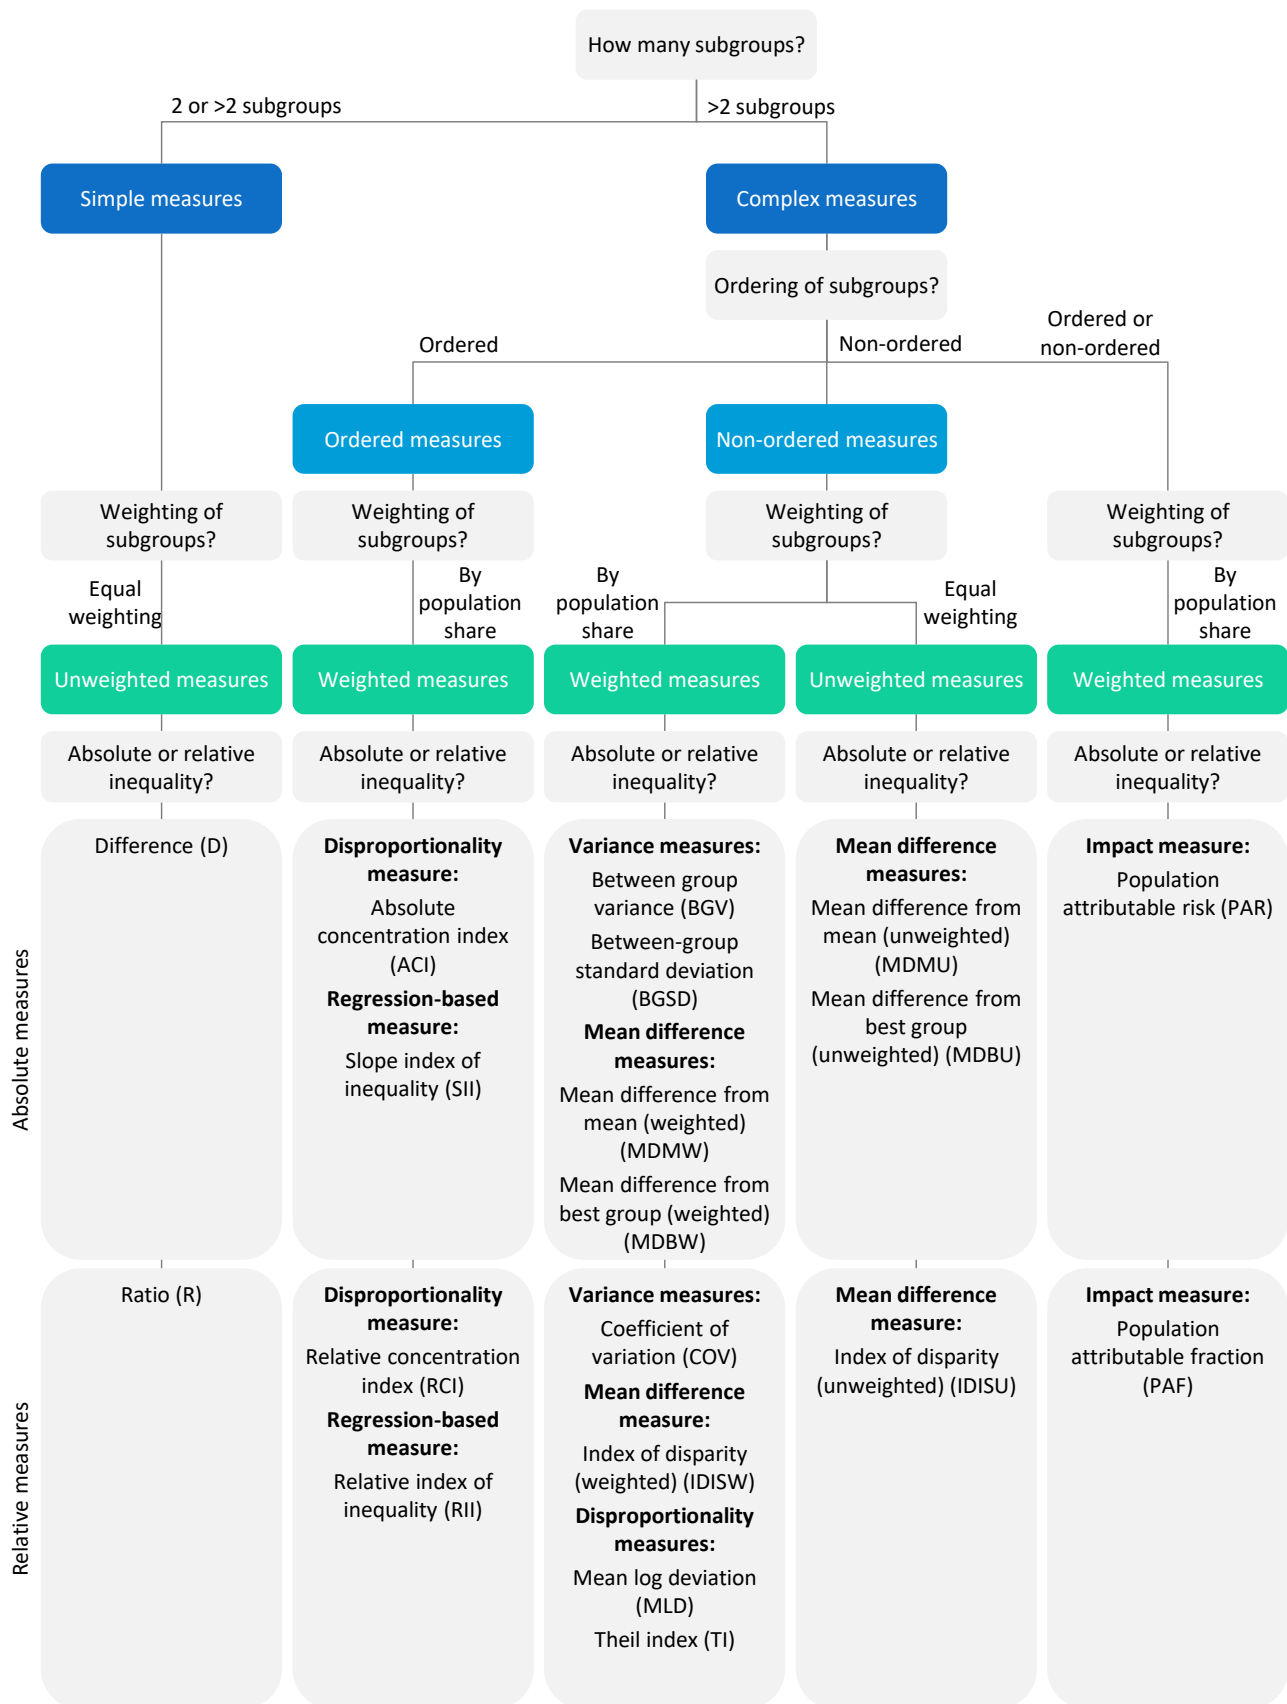 How many subgroups?
2 or >2 subgroups
>2 subgroups
Simple measures
Complex measures
Ordering of subgroups?
Ordered
Non-ordered
Ordered or
non-ordered
Ordered measures
Non-ordered measures
Weighting of
subgroups?
Weighting of
subgroups?
Weighting of
subgroups?
Weighting of
subgroups?
Equal
weighting
By
population
share
By
population
share
Equal
weighting
By
population
share
Unweighted measures
Weighted measures
Weighted measures
Unweighted measures
Weighted measures
Absolute or relative
inequality?
Absolute or relative
inequality?
Absolute or relative
inequality?
Absolute or relative
inequality?
Absolute or relative
inequality?
Absolute measures
Difference (D)
Disproportionality
measure:
Absolute
concentration index
(ACI)
Regression-based
measure:
Slope index of
inequality (SII)
Variance measures:
Between group
variance (BGV)
Between-group
standard deviation
(BGSD)
Mean difference
measures:
Mean difference from
mean (weighted)
(MDMW)
Mean difference from
best group (weighted)
(MDBW)
Mean difference
measures:
Mean difference from
mean (unweighted)
(MDMU)
Mean difference from
best group
(unweighted) (MDBU)
Impact measure:
Population
attributable risk (PAR)
Relative measures
Ratio (R)
Disproportionality
measure:
Relative concentration
index (RCI)
Regression-based
measure:
Relative index of
inequality (RII)
Variance measures:
Coefficient of
variation (COV)
Mean difference
measure:
Index of disparity
(weighted) (IDISW)
Disproportionality
measures:
Mean log deviation
(MLD)
Theil index (TI)
Mean difference
measure:
Index of disparity
(unweighted) (IDISU)
Impact measure:
Population
attributable fraction
(PAF)